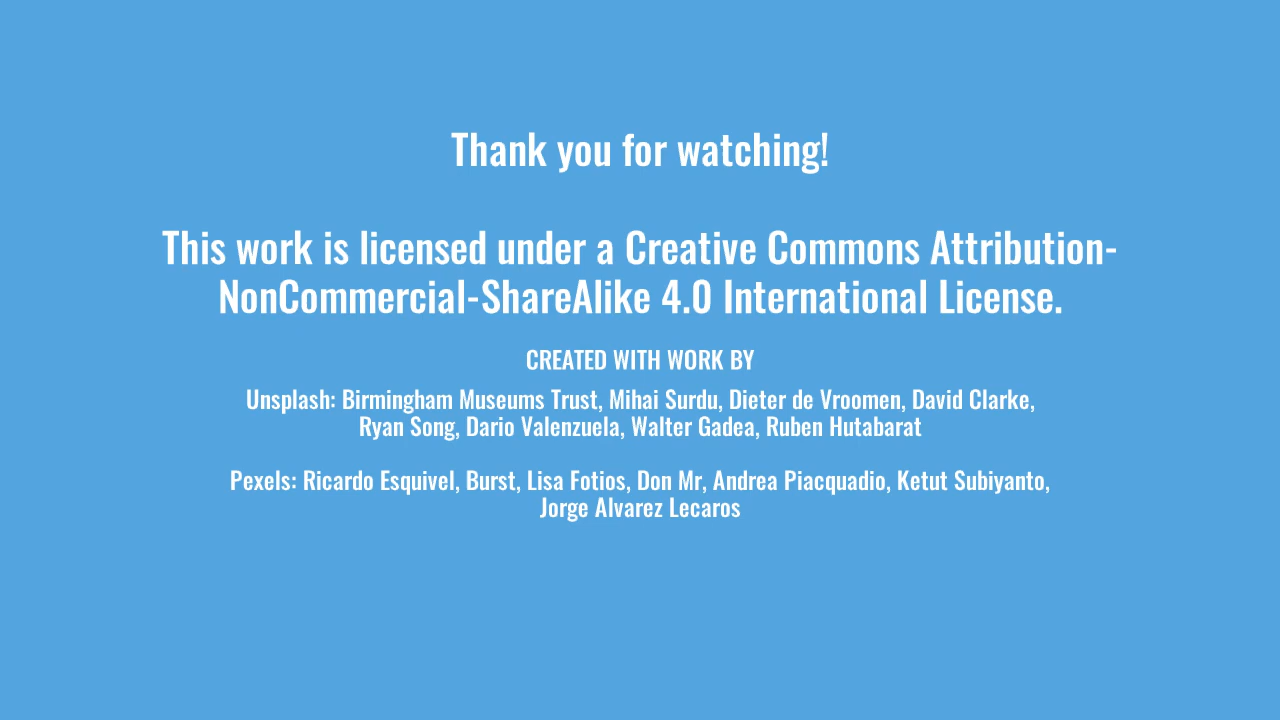 Thank you for watching!
This work is licensed under a Creative Commons Attribution-
NonCommercial-ShareAlike 4.0 International License.
CREATED WITH WORK BY
Unsplash: Birmingham Museums Trust, Mihai Surdu, Dieter de Vroomen, David Clarke,
Ryan Song, Dario Valenzuela, Walter Gadea, Ruben Hutabarat
Pexels: Ricardo Esquivel, Burst, Lisa Fotios, Don Mr, Andrea Piacquadio, Ketut Subiyanto,
Jorge Alvarez Lecaros